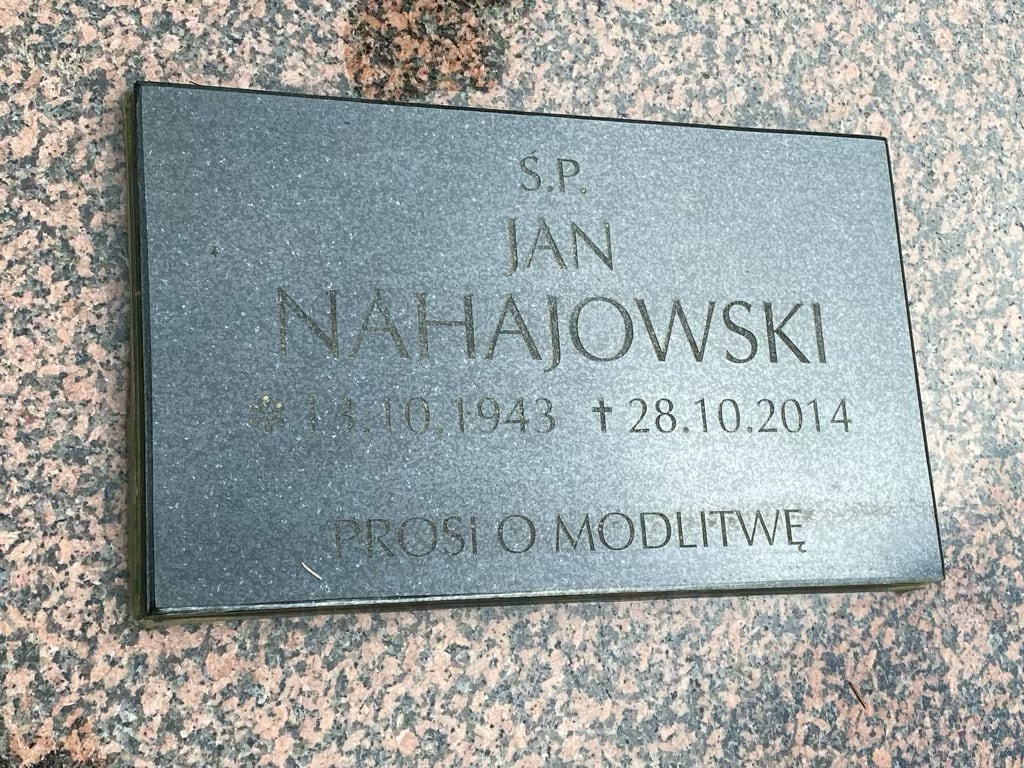 Ś.P.
JAN
NAHAJOWSKI
* 13.10.1943 † 28.10.2014
PROSI O MODLITWĘ